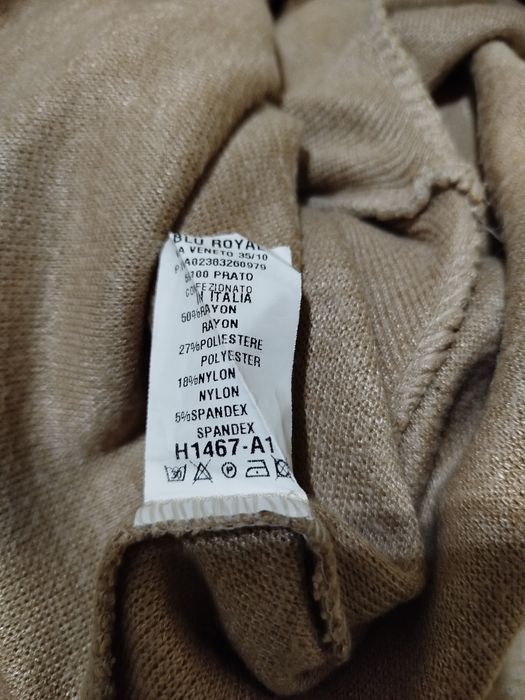 BLU ROYAL
VENETO 35/10
02383260979
PRATO
CONFEZIONATO
IN ITALIA
50%RAYON
RAYON
27%POLIESTERE
POLYESTER
18%NYLON
NYLON
5%SPANDEX
SPANDEX
H1467-A1
30 P